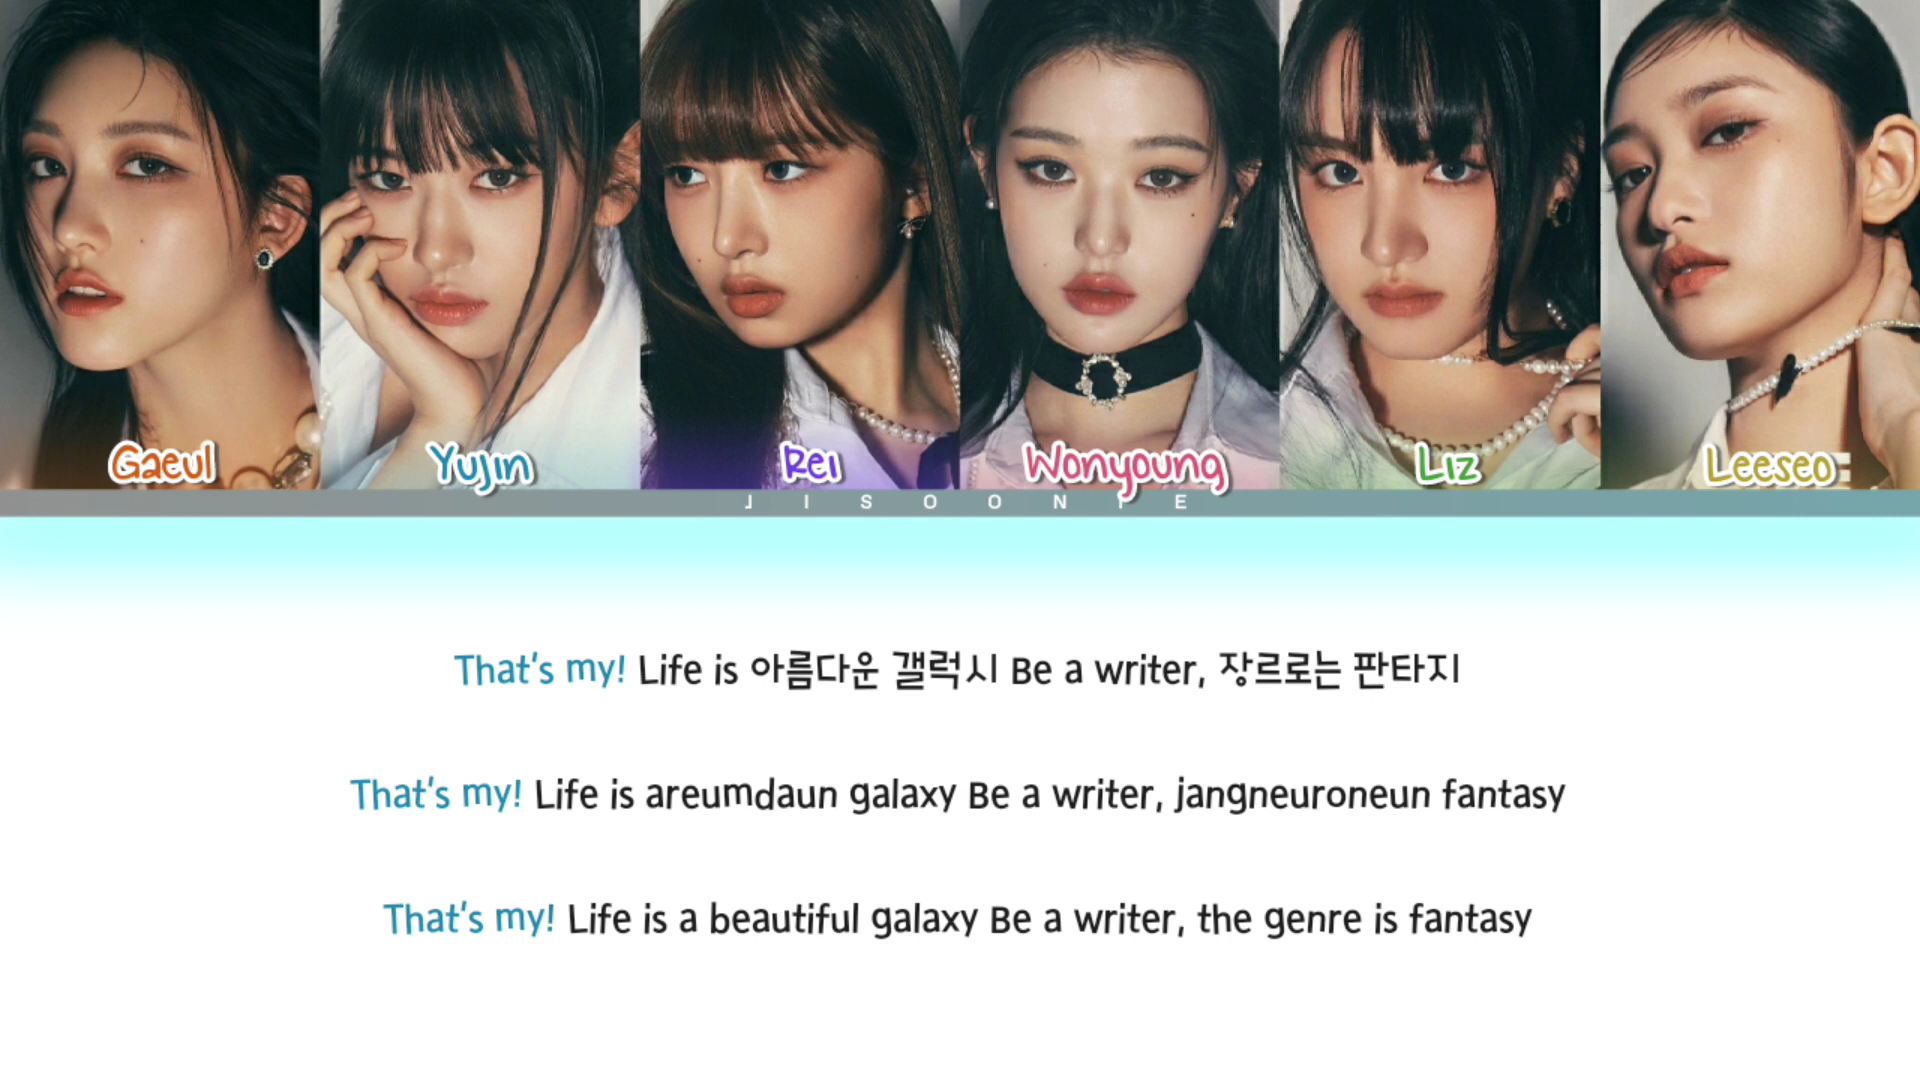 Gaeul Yujin Rei Wonyoung Liz Leeseo
JISOONIE
That's my! Life is 아름다운 갤럭시 Be a writer, 장르로는 판타지
That's my! Life is areumdaun galaxy Be a writer, jangneuroneun fantasy
That's my! Life is a beautiful galaxy Be a writer, the genre is fantasy